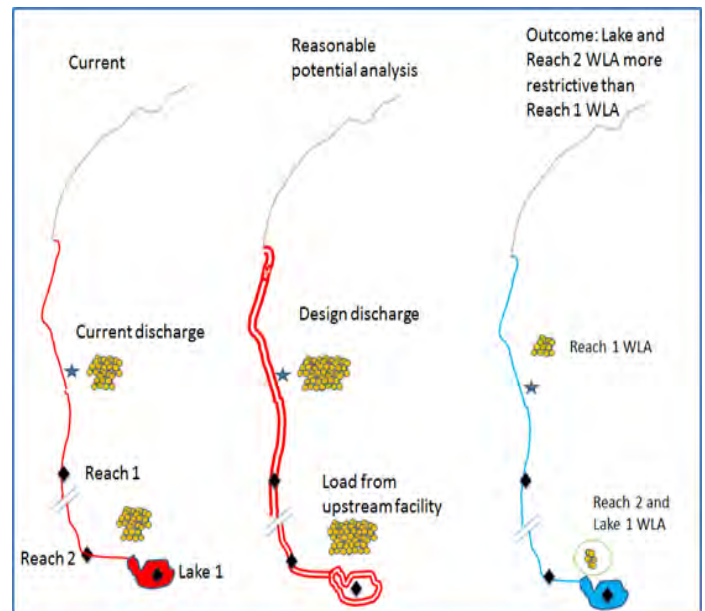 Current
Current discharge
Reach 1
Reach 2
Lake 1
Reasonable
potential analysis
Design discharge
Load from
upstream facility
Outcome: Lake and
Reach 2 WLA more
restrictive than
Reach 1 WLA
Reach 1 WLA
Reach 2 and
Lake 1 WLA